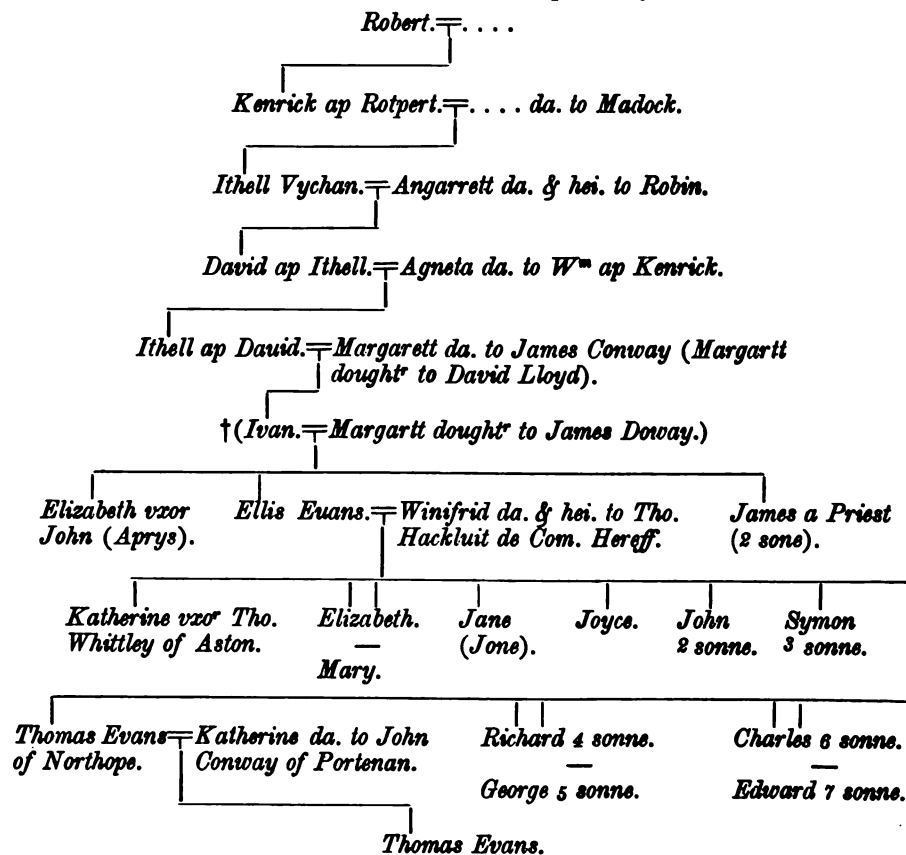 Robert. = . . . .
Kenrick ap Rotpert. = . . . . da. to Madock.
Ithell Vychan. = Angarrett da. & hei. to Robin.
David ap Ithell. = Agneta da. to Wᵐ ap Kenrick.
Ithell ap Dauid. = Margarett da. to James Conway (Margartt
doughtʳ to David Lloyd).
†(Ivan. = Margartt doughtʳ to James Doway.)
Elizabeth vxor
John (Aprys).
Ellis Euans. = Winifrid da. & hei. to Tho.
Hackluit de Com. Hereff.
James a Priest
(2 sone).
Katherine vxoʳ Tho.
Whittley of Aston.
Elizabeth.
—
Mary.
Jane
(Jone).
Joyce.
John
2 sonne.
Symon
3 sonne.
Thomas Evans = Katherine da. to John
of Northope. Conway of Portenan.
Richard 4 sonne.
—
George 5 sonne.
Charles 6 sonne.
—
Edward 7 sonne.
Thomas Evans.